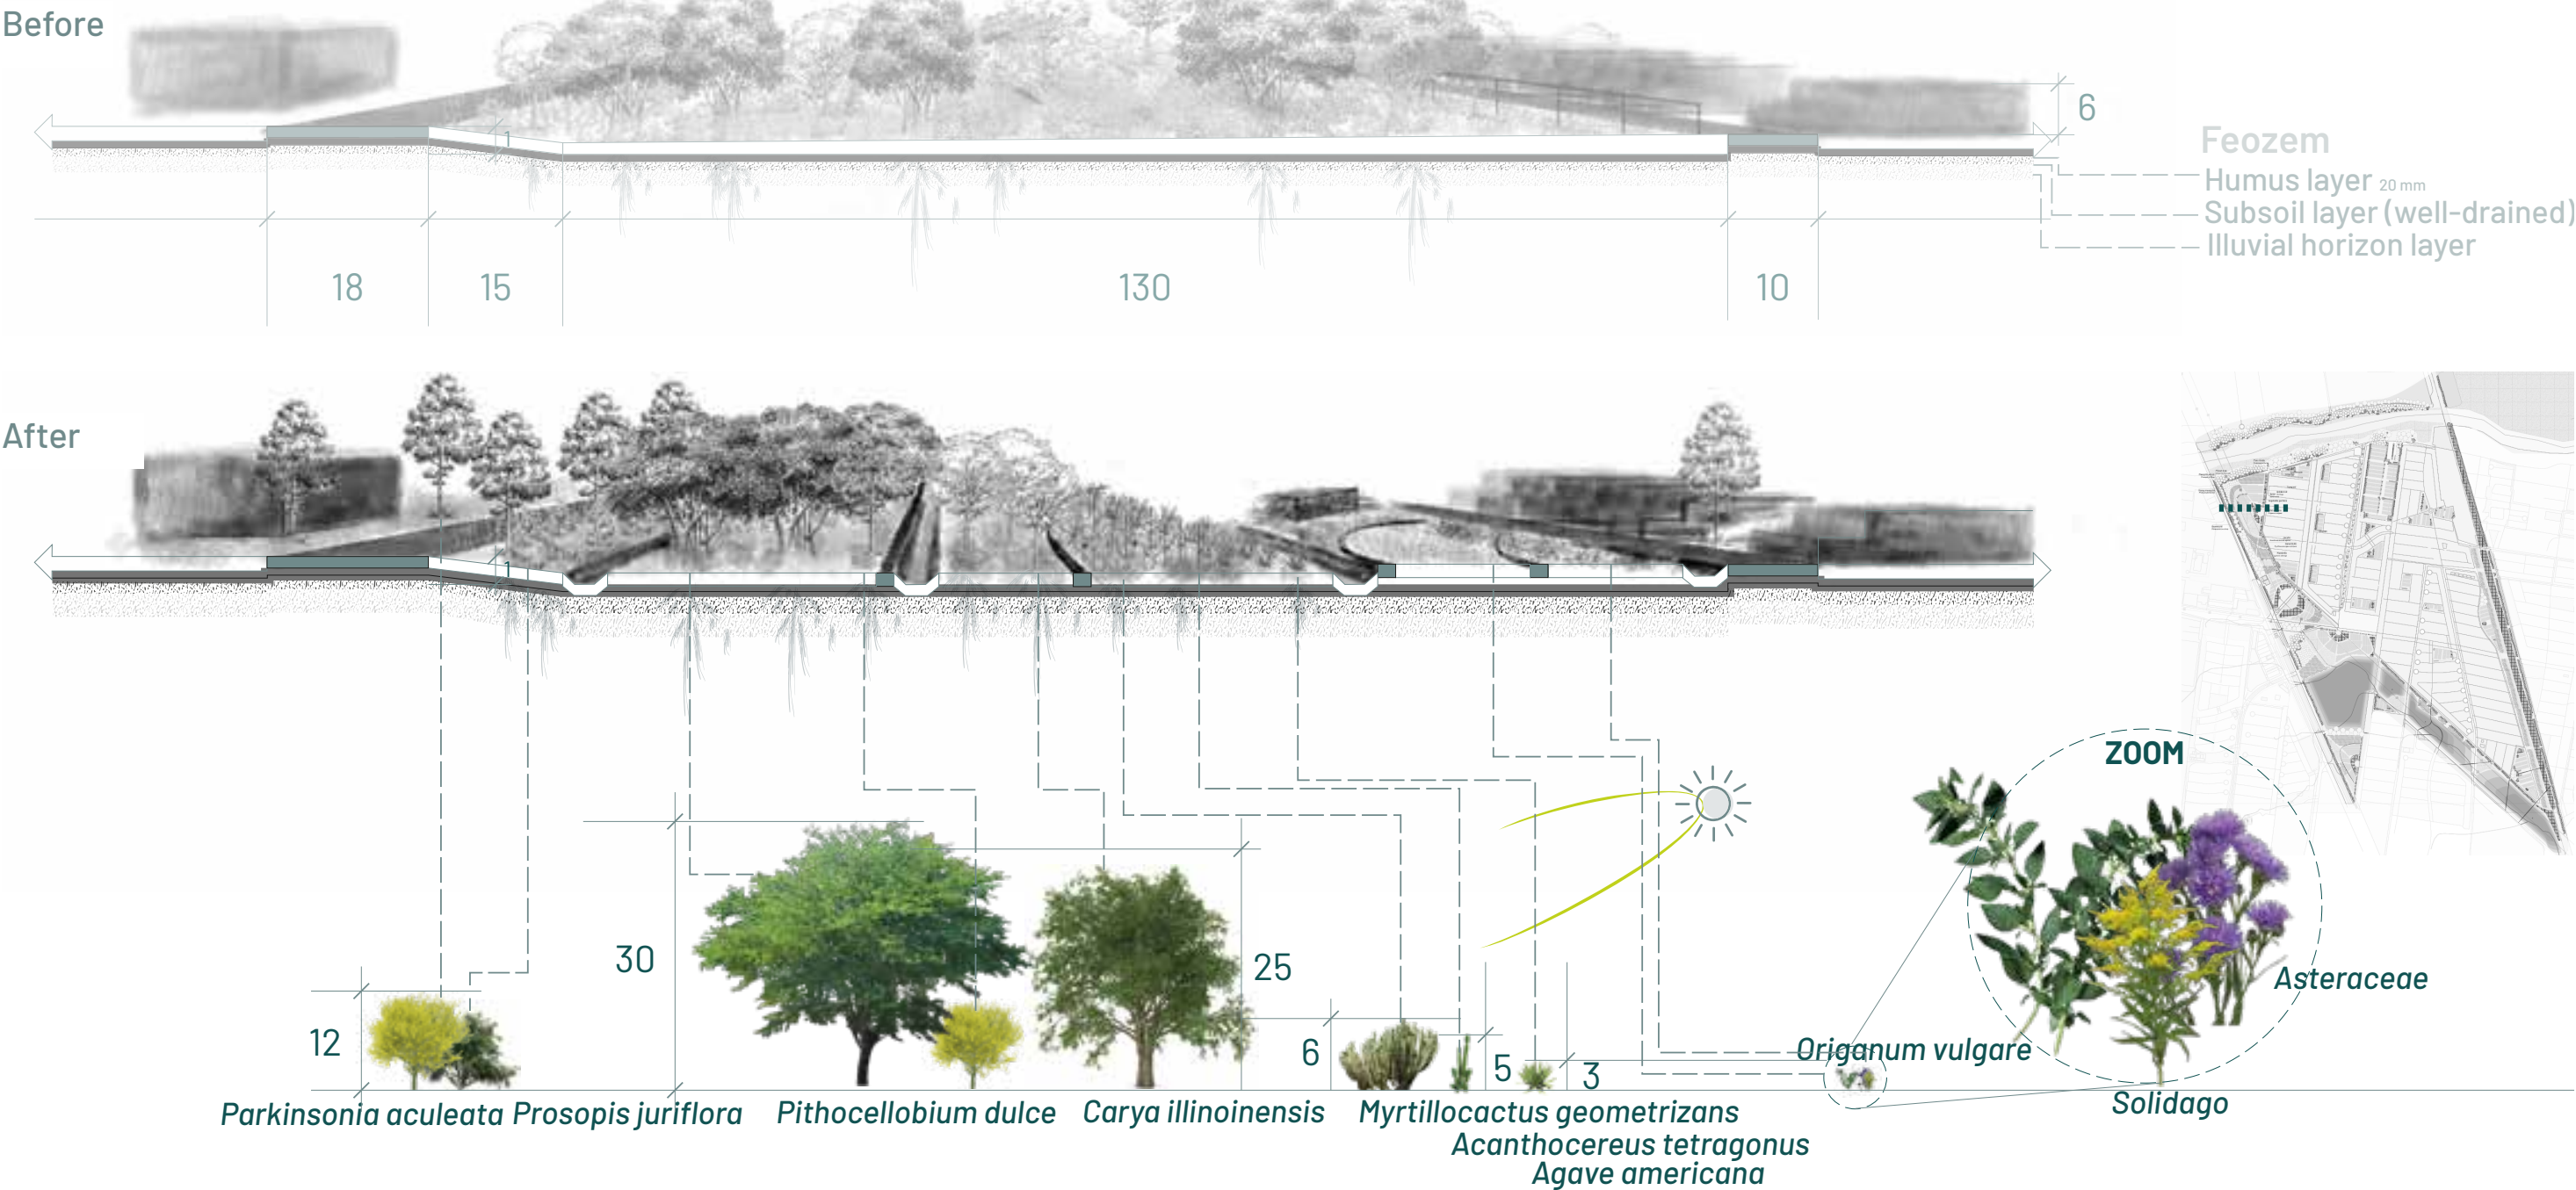 Before
1
6
Feozem
Humus layer 20 mm
Subsoil layer (well-drained)
Illuvial horizon layer
18
15
130
10
After
1
ZOOM
30
25
12
6
5
3
Asteraceae
Origanum vulgare
Solidago
Parkinsonia aculeata Prosopis juriflora Pithocellobium dulce Carya illinoinensis Myrtillocactus geometrizans
Acanthocereus tetragonus
Agave americana